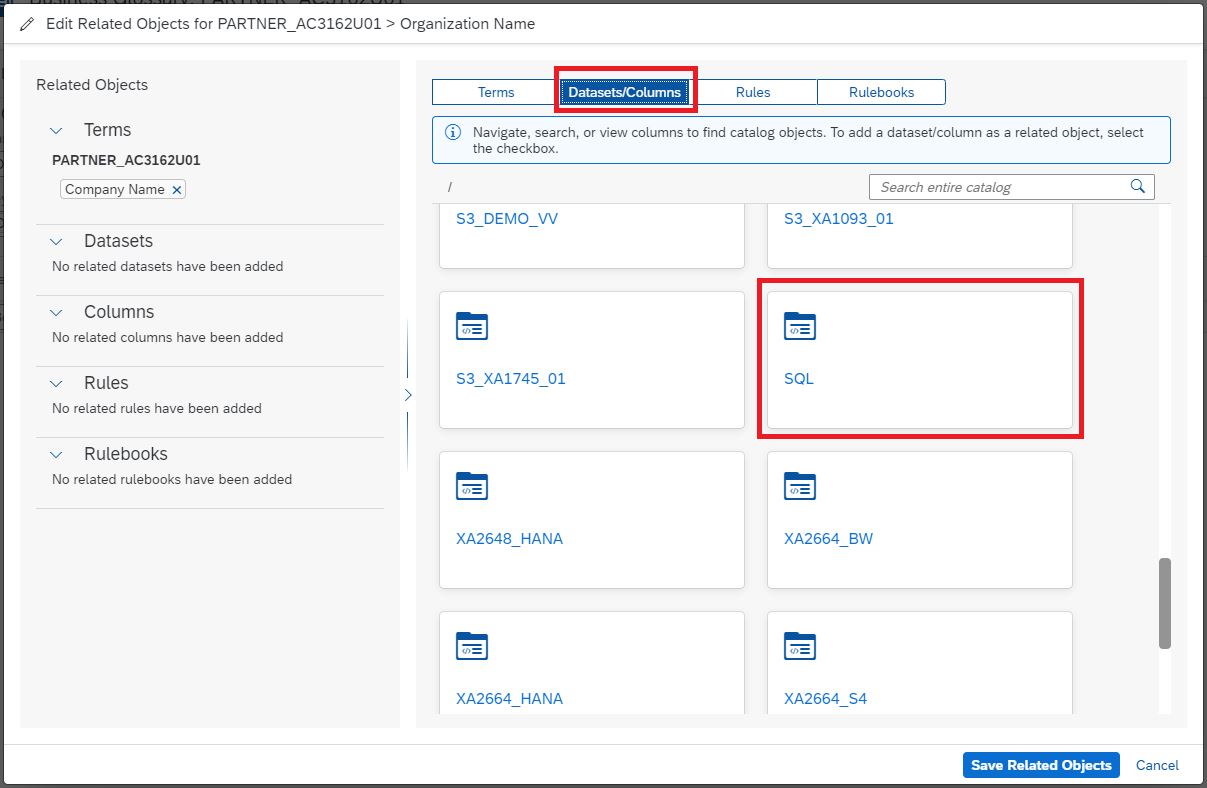 Edit Related Objects for PARTNER_AC3162U01 > Organization Name
Related Objects
Terms
PARTNER_AC3162U01
Company Name ×
Datasets
No related datasets have been added
Columns
No related columns have been added
Rules
No related rules have been added
Rulebooks
No related rulebooks have been added
Terms
Datasets/Columns
Rules
Rulebooks
Navigate, search, or view columns to find catalog objects. To add a dataset/column as a related object, select
the checkbox.
/
Search entire catalog
S3_DEMO_VV
S3_XA1093_01
S3_XA1745_01
SQL
XA2648_HANA
XA2664_BW
XA2664_HANA
XA2664_S4
Save Related Objects
Cancel